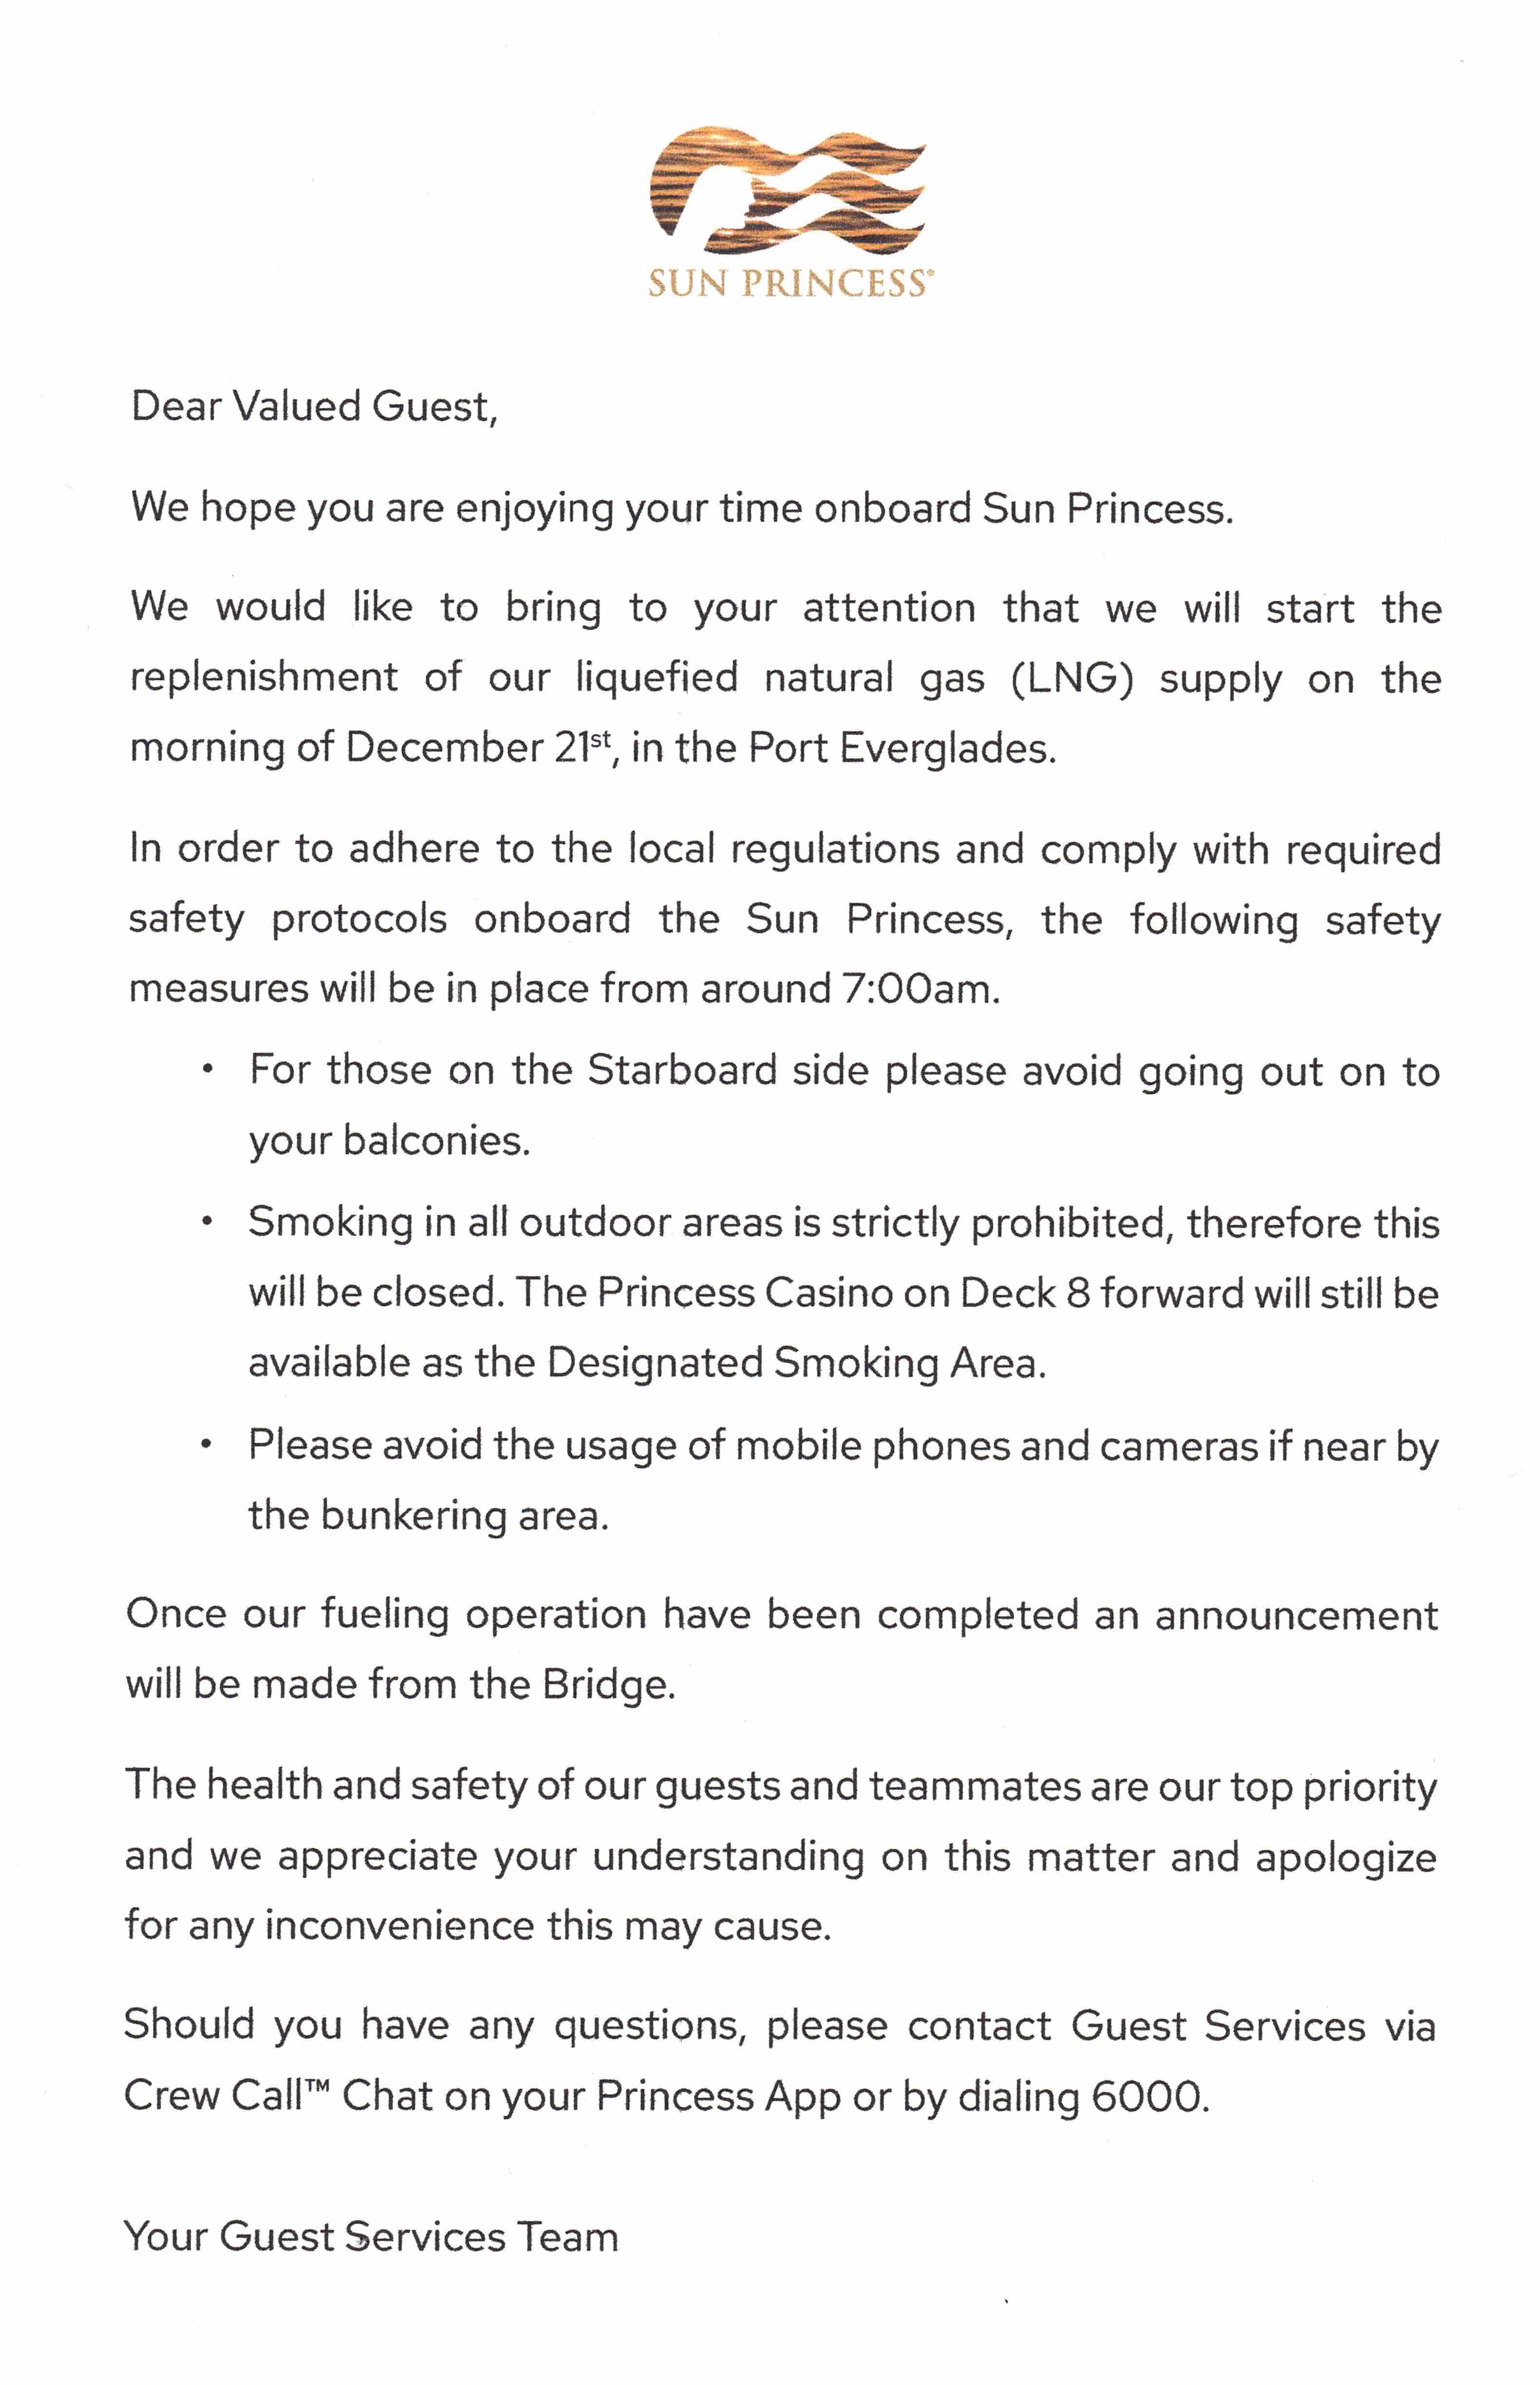 SUN PRINCESS®
Dear Valued Guest,
We hope you are enjoying your time onboard Sun Princess.
We would like to bring to your attention that we will start the
replenishment of our liquefied natural gas (LNG) supply on the
morning of December 21st, in the Port Everglades.
In order to adhere to the local regulations and comply with required
safety protocols onboard the Sun Princess, the following safety
measures will be in place from around 7:00am.
• For those on the Starboard side please avoid going out on to
your balconies.
• Smoking in all outdoor areas is strictly prohibited, therefore this
will be closed. The Princess Casino on Deck 8 forward will still be
available as the Designated Smoking Area.
• Please avoid the usage of mobile phones and cameras if near by
the bunkering area.
Once our fueling operation have been completed an announcement
will be made from the Bridge.
The health and safety of our guests and teammates are our top priority
and we appreciate your understanding on this matter and apologize
for any inconvenience this may cause.
Should you have any questions, please contact Guest Services via
Crew Call™ Chat on your Princess App or by dialing 6000.
Your Guest Services Team